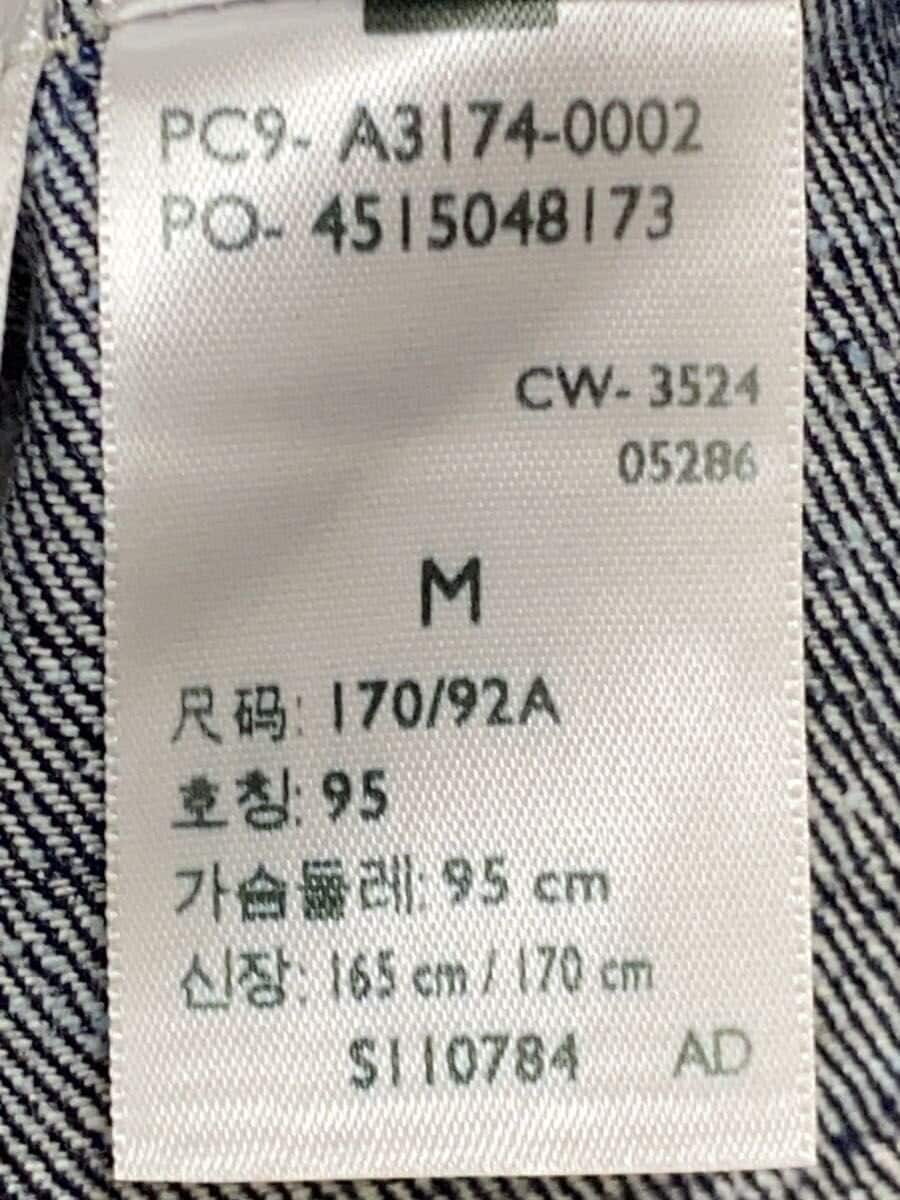 PC9- A3174-0002
PO- 4515048173
CW- 3524
05286
M
尺码: 170/92A
호칭: 95
가슴둘레: 95 cm
신장: 165 cm / 170 cm
S110784 AD